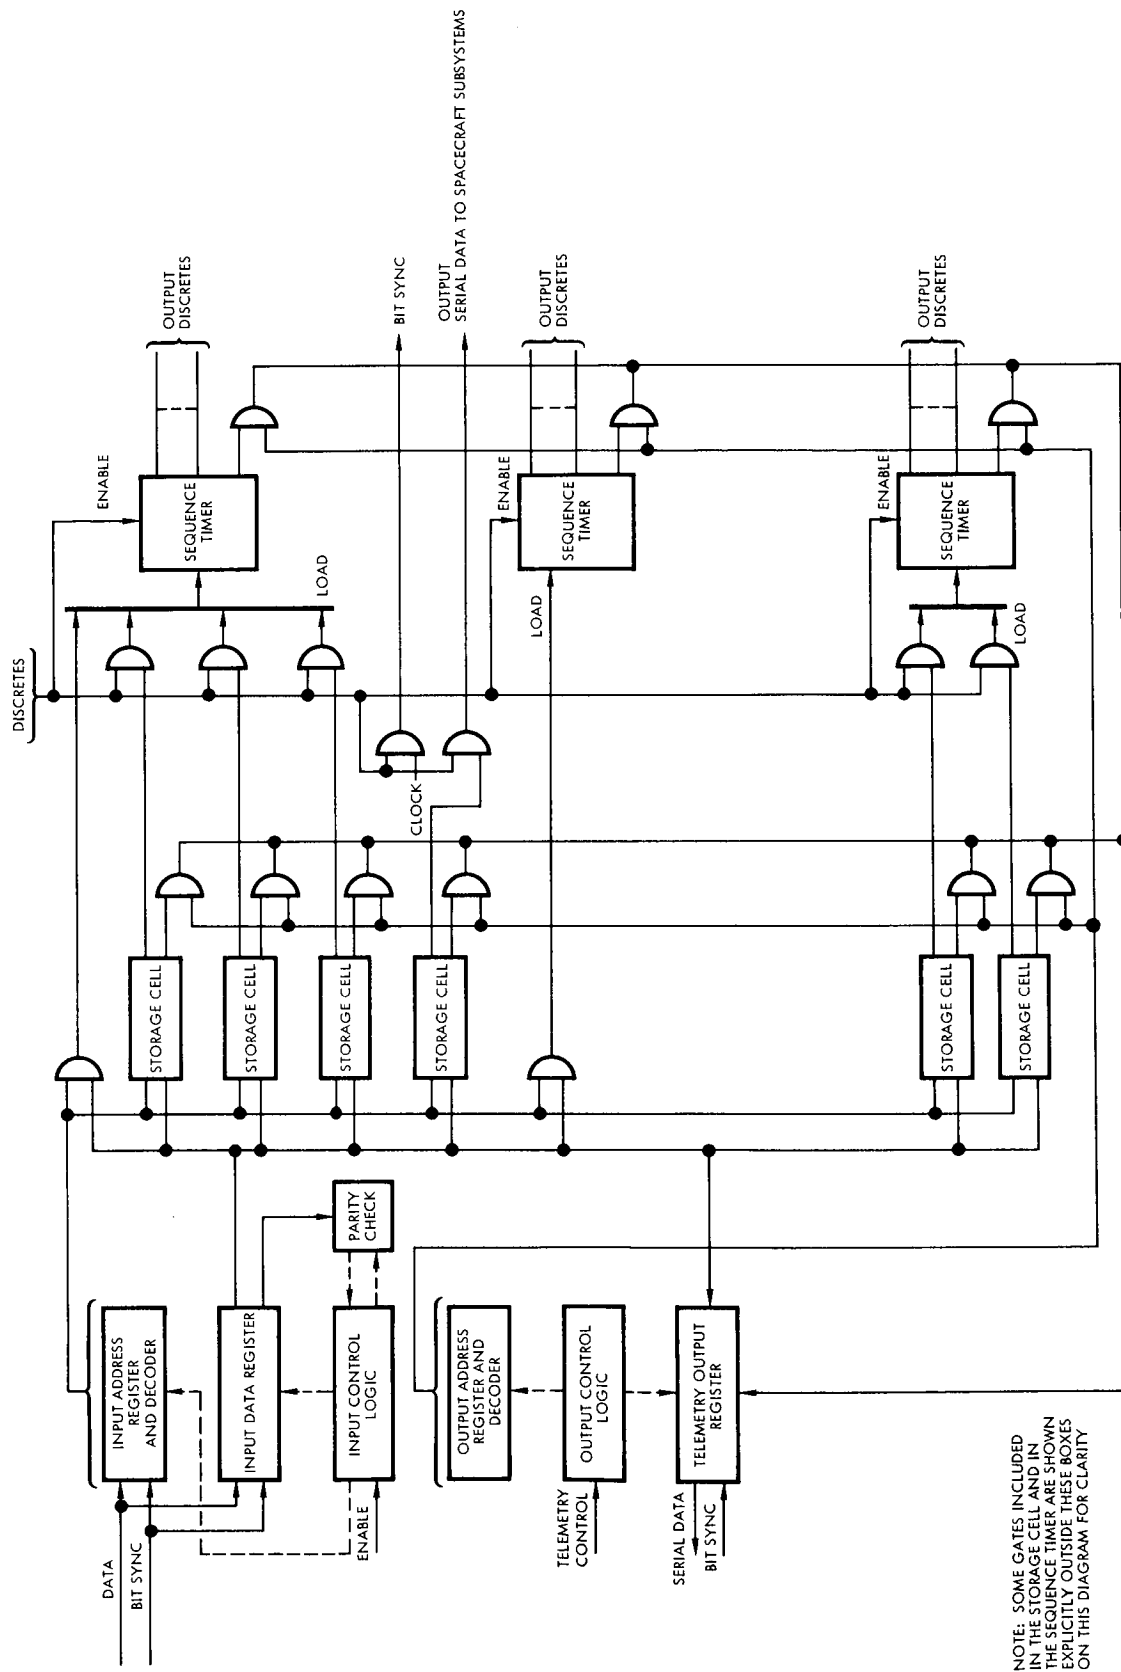 DATA
BIT SYNC
INPUT ADDRESS
REGISTER
AND DECODER
INPUT DATA REGISTER
INPUT CONTROL
LOGIC
ENABLE
PARITY
CHECK
OUTPUT ADDRESS
REGISTER AND
DECODER
TELEMETRY
CONTROL
OUTPUT CONTROL
LOGIC
SERIAL DATA
BIT SYNC
TELEMETRY OUTPUT
REGISTER
STORAGE CELL
STORAGE CELL
STORAGE CELL
STORAGE CELL
STORAGE CELL
STORAGE CELL
DISCRETES
CLOCK
LOAD
LOAD
LOAD
ENABLE
SEQUENCE
TIMER
OUTPUT
DISCRETES
BIT SYNC
OUTPUT
SERIAL DATA TO SPACECRAFT SUBSYSTEMS
ENABLE
SEQUENCE
TIMER
OUTPUT
DISCRETES
ENABLE
SEQUENCE
TIMER
OUTPUT
DISCRETES
NOTE: SOME GATES INCLUDED
IN THE STORAGE CELL AND IN
THE SEQUENCE TIMER ARE SHOWN
EXPLICITLY OUTSIDE THESE BOXES
ON THIS DIAGRAM FOR CLARITY